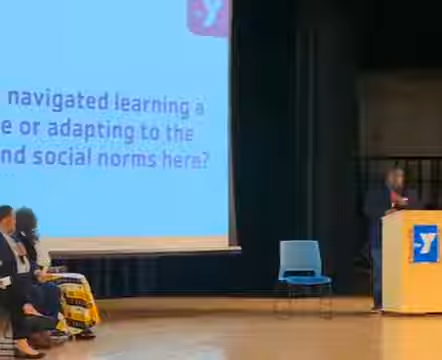 y
navigated learning a
e or adapting to the
nd social norms here?
y